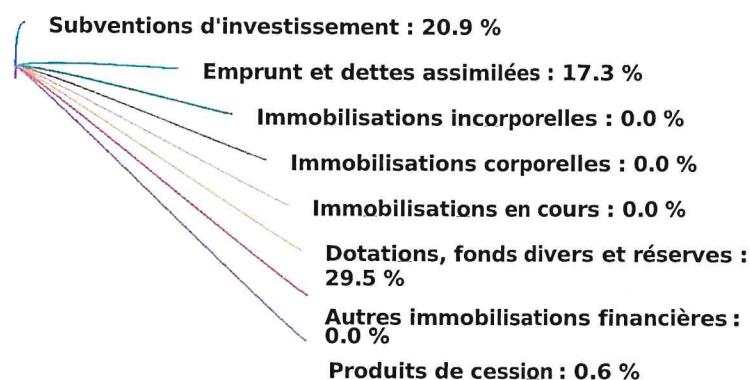 Subventions d'investissement : 20.9 %
Emprunt et dettes assimilées : 17.3 %
Immobilisations incorporelles : 0.0 %
Immobilisations corporelles : 0.0 %
Immobilisations en cours : 0.0 %
Dotations, fonds divers et réserves :
29.5 %
Autres immobilisations financières :
0.0 %
Produits de cession : 0.6 %